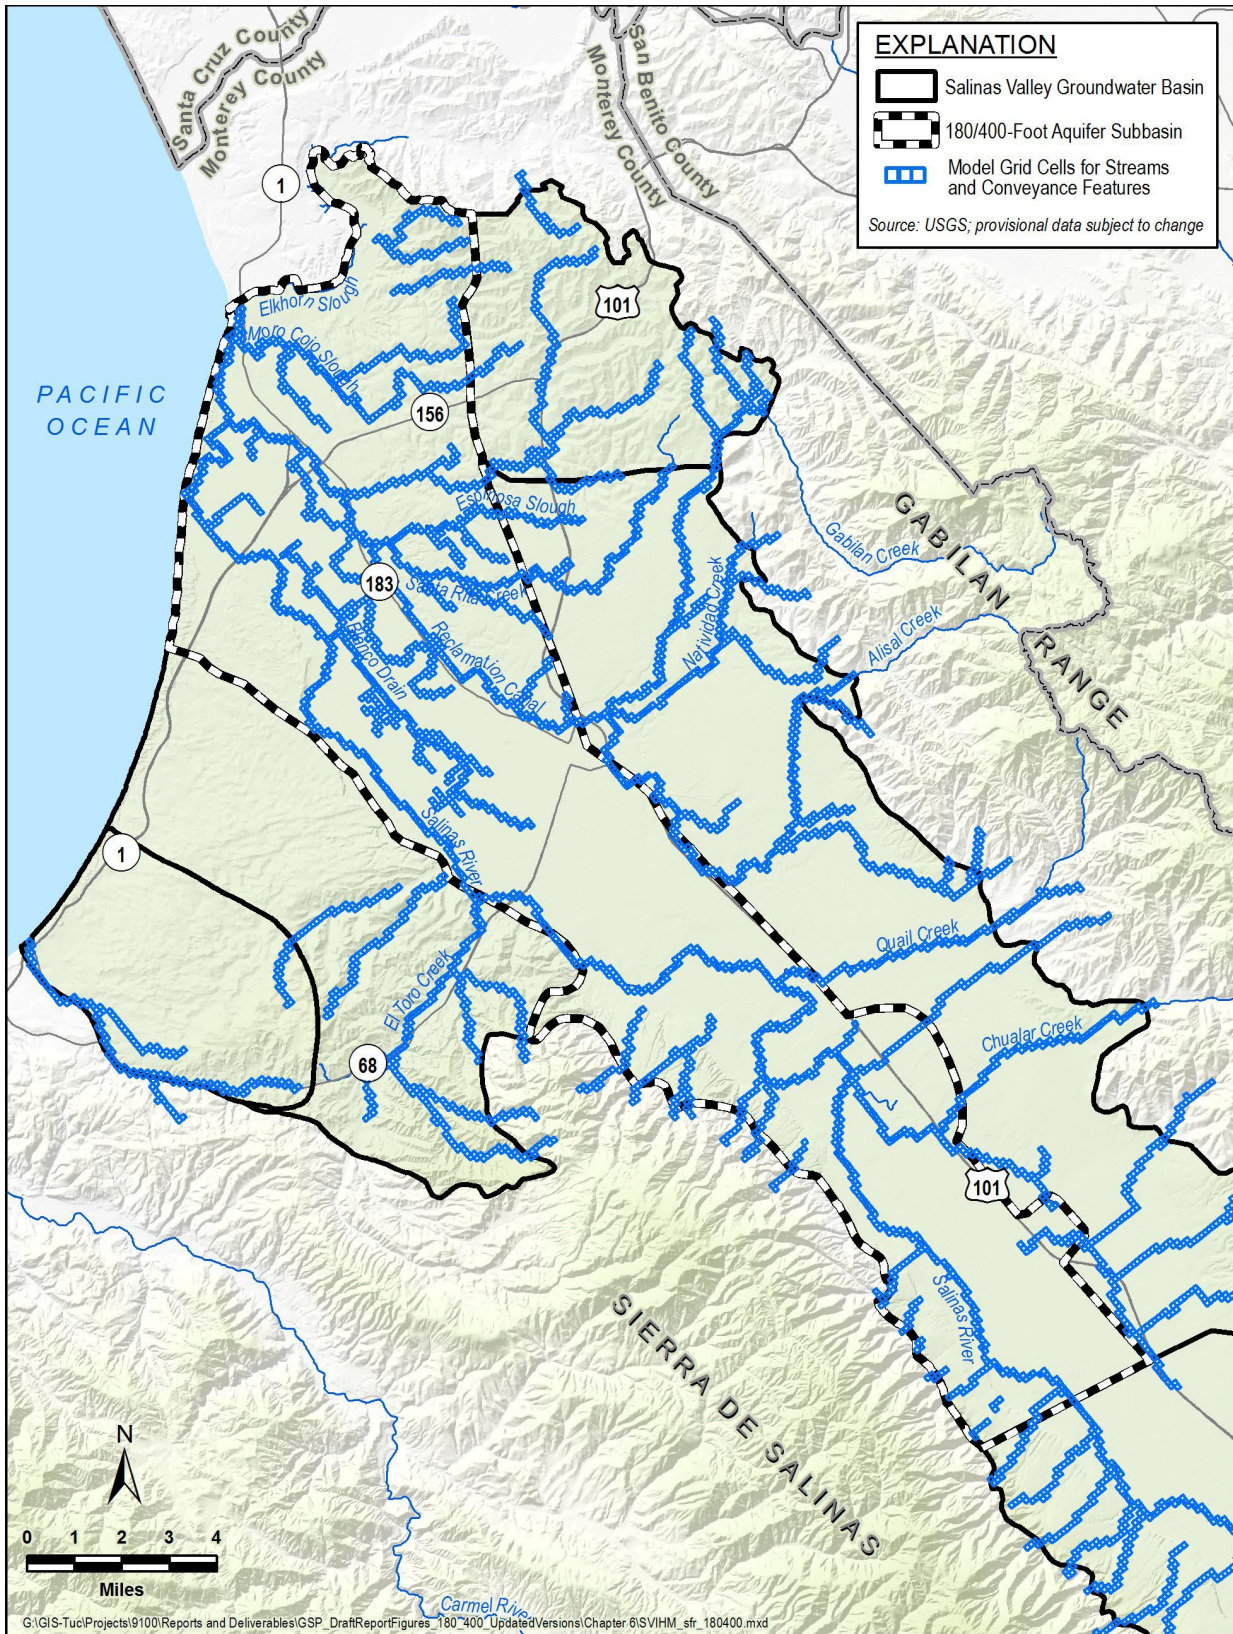 EXPLANATION
Salinas Valley Groundwater Basin
180/400-Foot Aquifer Subbasin
Model Grid Cells for Streams
and Conveyance Features
Source: USGS; provisional data subject to change
Santa Cruz County
Monterey County
San Benito County
Monterey County
1
101
Elkhorn Slough
Moro Cojo Slough
PACIFIC
OCEAN
156
Espinosa Slough
GABILAN
RANGE
Gabilan Creek
183
Santa Rita Creek
Natividad Creek
Alisal Creek
Blanco Drain
Reclamation Canal
Salinas River
1
Quail Creek
El Toro Creek
Chualar Creek
68
101
Salinas River
SIERRA DE SALINAS
N
0 1 2 3 4
Miles
Carmel River
G:\GIS-Tuc\Projects\9100\Reports and Deliverables\GSP_DraftReportFigures_180_400_UpdatedVersions\Chapter 6\SVIHM_sfr_180400.mxd